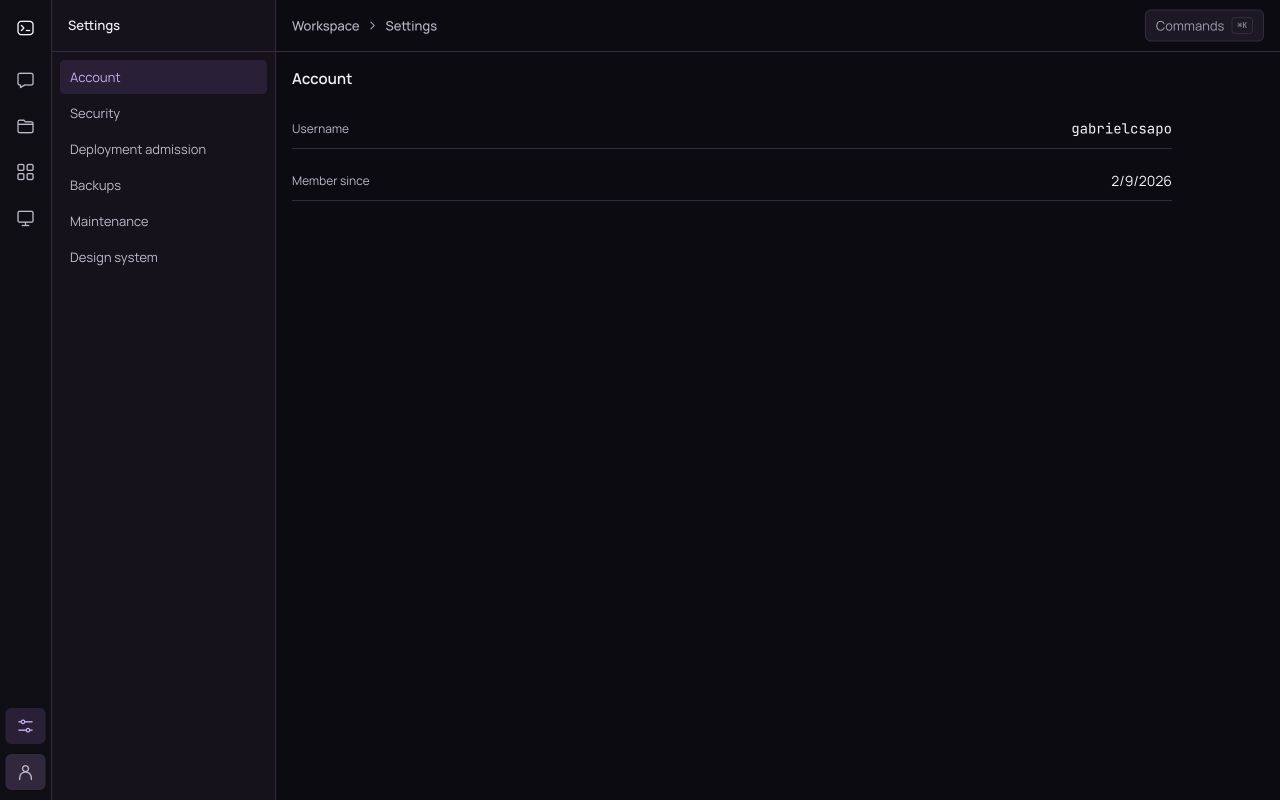 Settings
Workspace > Settings
Commands ⌘K
Account
Security
Deployment admission
Backups
Maintenance
Design system
Account
Username gabrielcsapo
Member since 2/9/2026